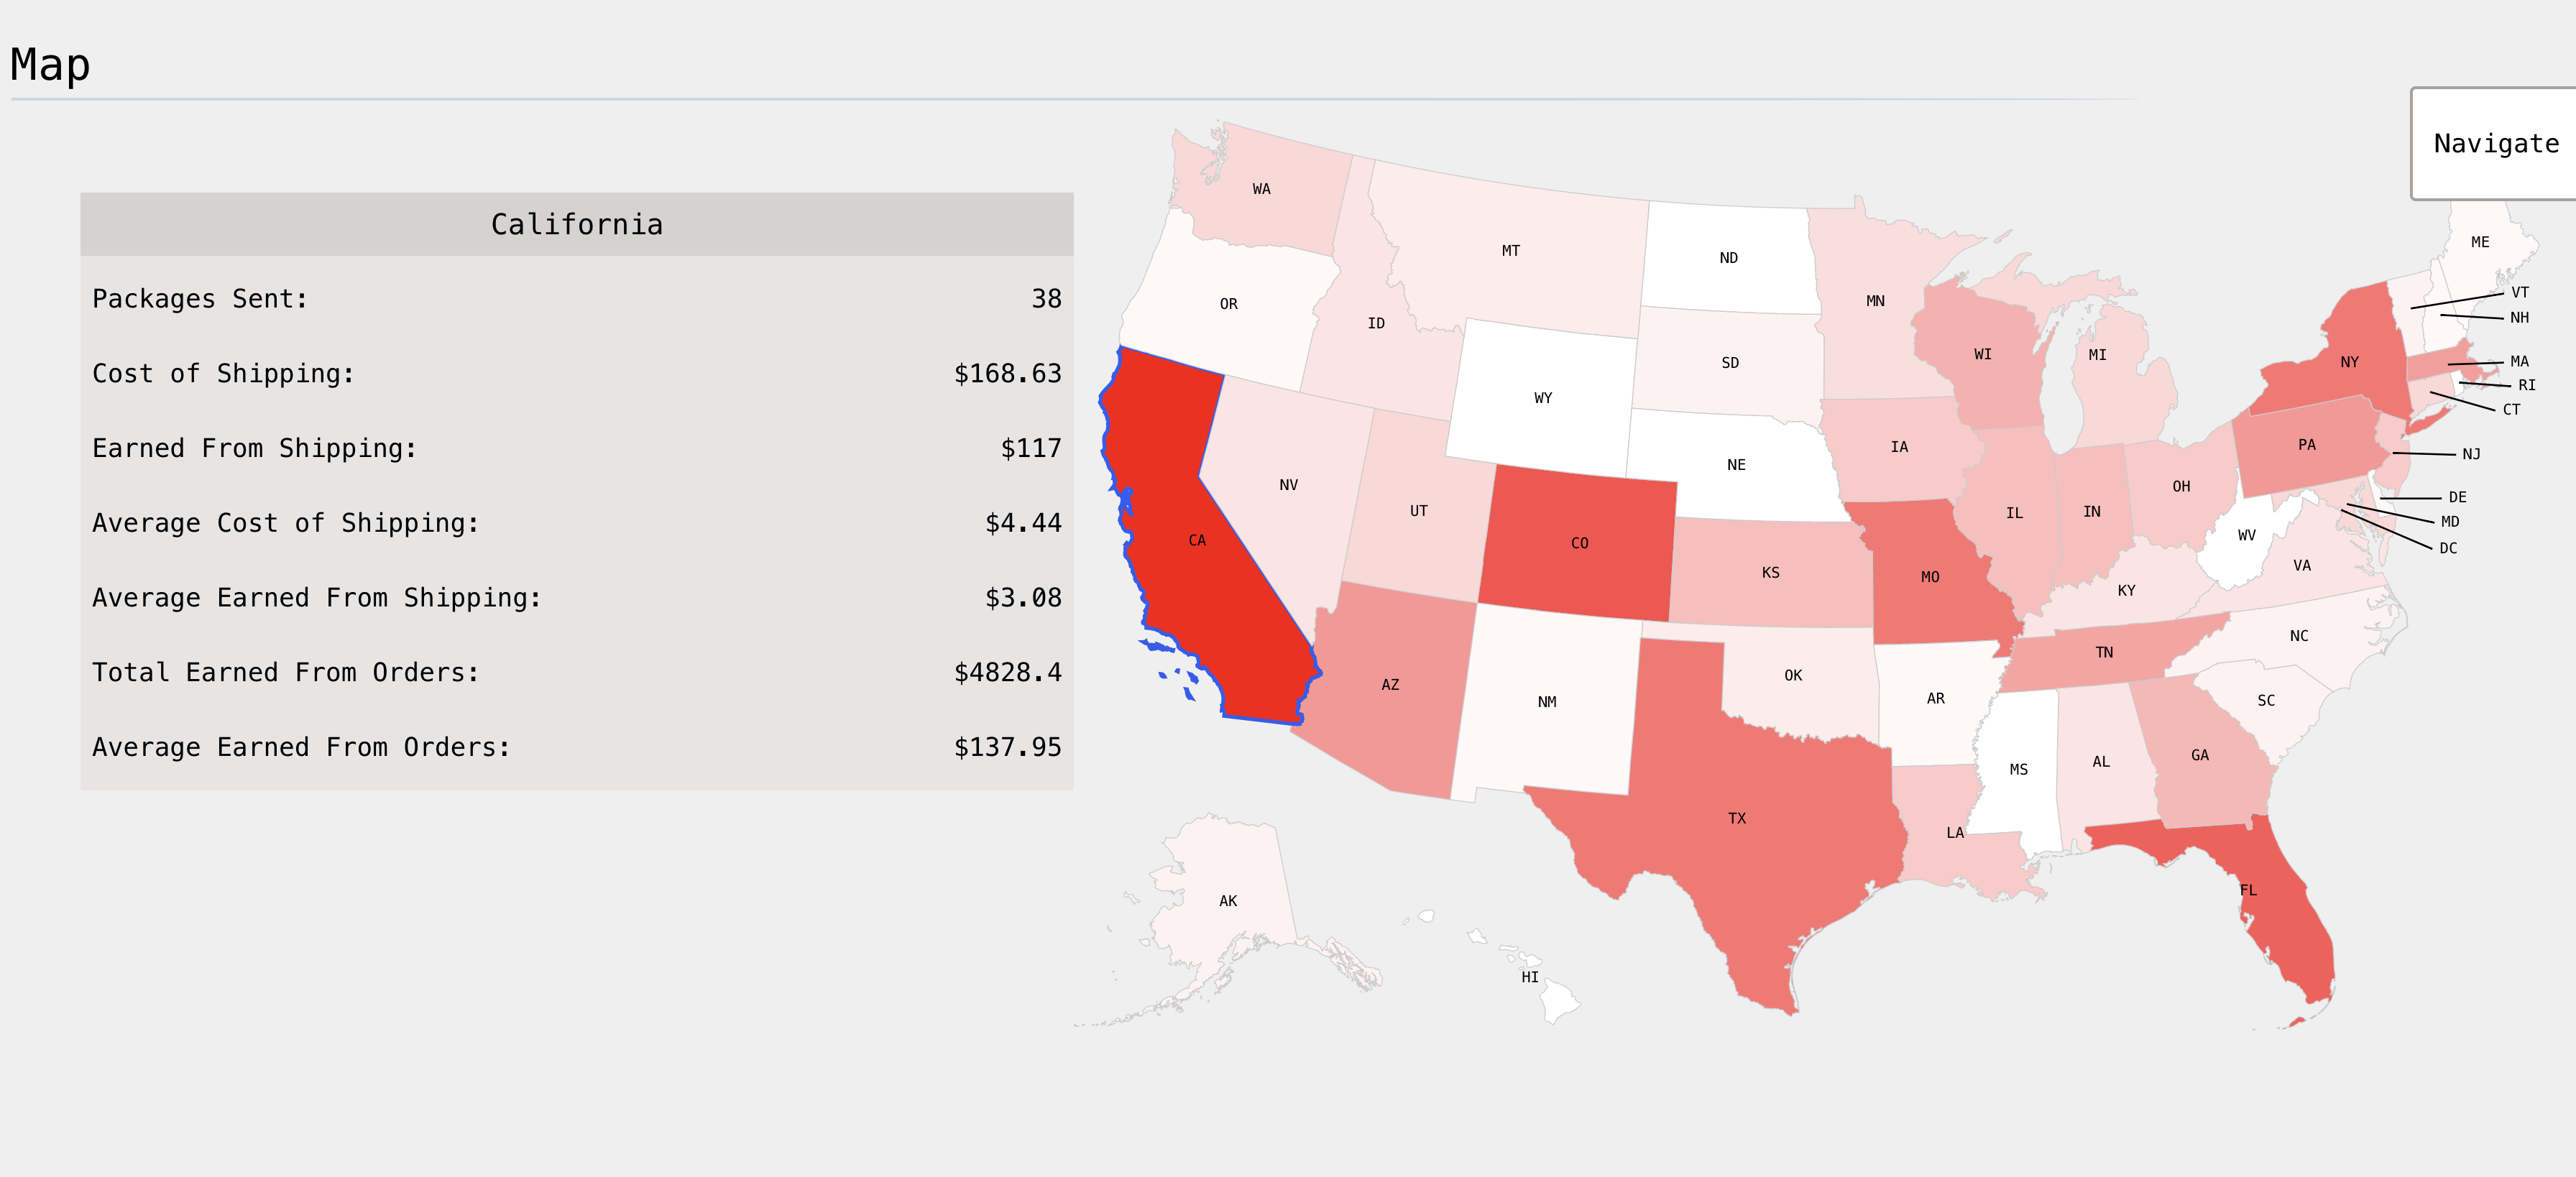 Map
Navigate
California
Packages Sent: 38
Cost of Shipping: $168.63
Earned From Shipping: $117
Average Cost of Shipping: $4.44
Average Earned From Shipping: $3.08
Total Earned From Orders: $4828.4
Average Earned From Orders: $137.95
WA
MT
ND
MN
ME
OR
ID
SD
WI
MI
NY
VT
NH
MA
RI
CT
WY
NE
IA
PA
NJ
NV
UT
CO
KS
MO
IL
IN
OH
WV
VA
DE
MD
DC
CA
KY
AZ
NM
OK
AR
TN
NC
SC
TX
LA
MS
AL
GA
FL
AK
HI